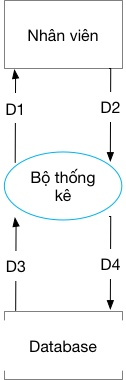 Nhân viên
D1
D2
Bộ thống
kê
D3
D4
Database